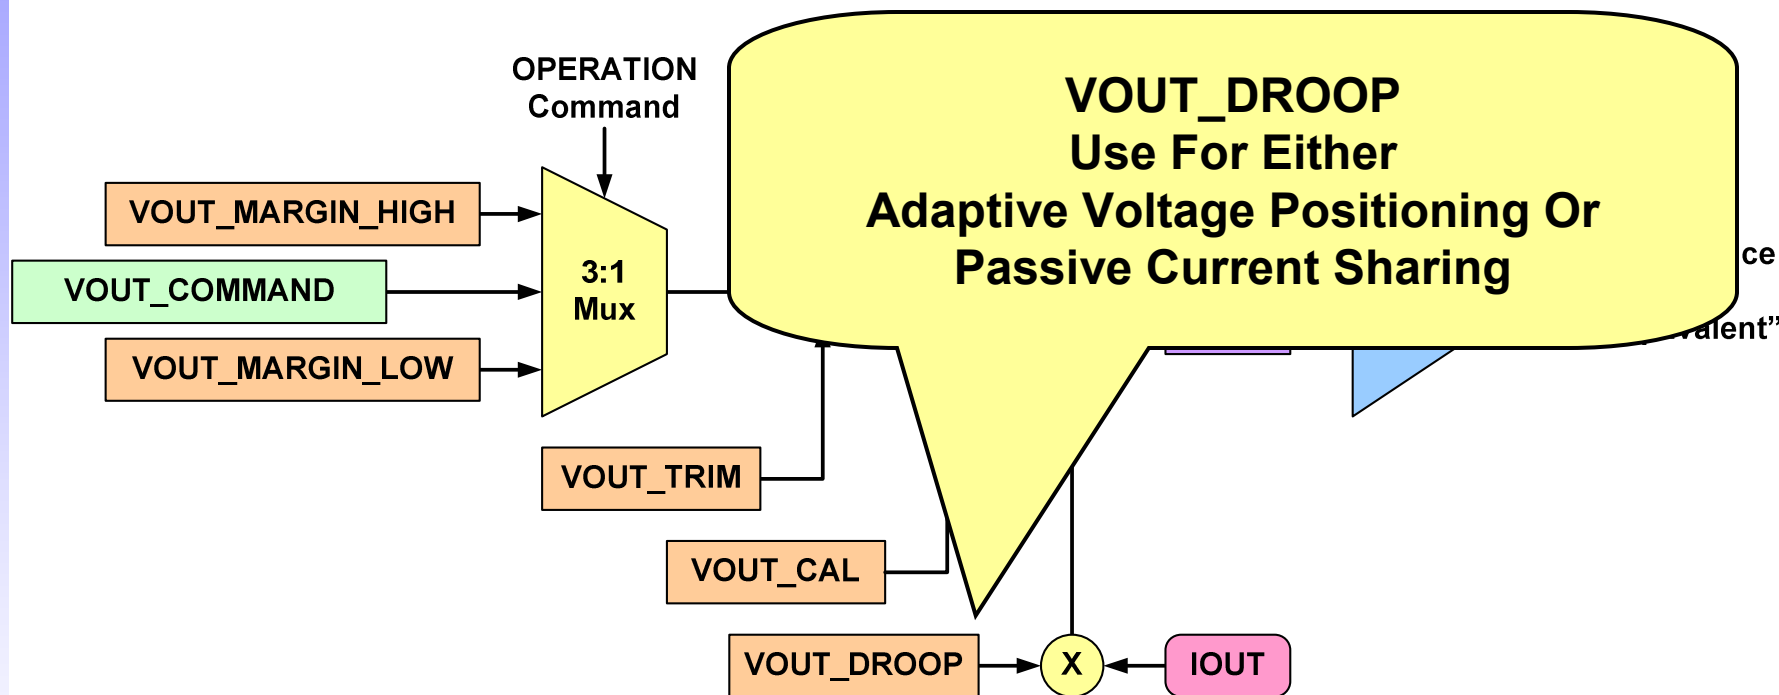 OPERATION
Command
VOUT_DROOP
Use For Either
Adaptive Voltage Positioning Or
Passive Current Sharing
VOUT_MARGIN_HIGH
VOUT_COMMAND
VOUT_MARGIN_LOW
3:1
Mux
VOUT_TRIM
VOUT_CAL
VOUT_DROOP
X
IOUT